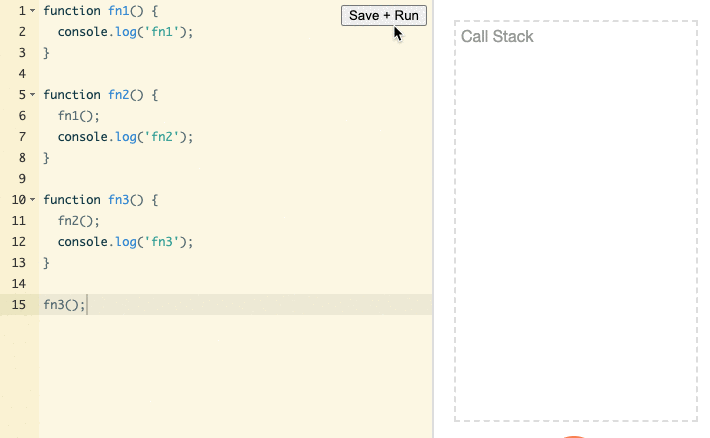 1 function fn1() {
2   console.log('fn1');
3 }
4
5 function fn2() {
6   fn1();
7   console.log('fn2');
8 }
9
10 function fn3() {
11   fn2();
12   console.log('fn3');
13 }
14
15 fn3();
Save + Run
Call Stack